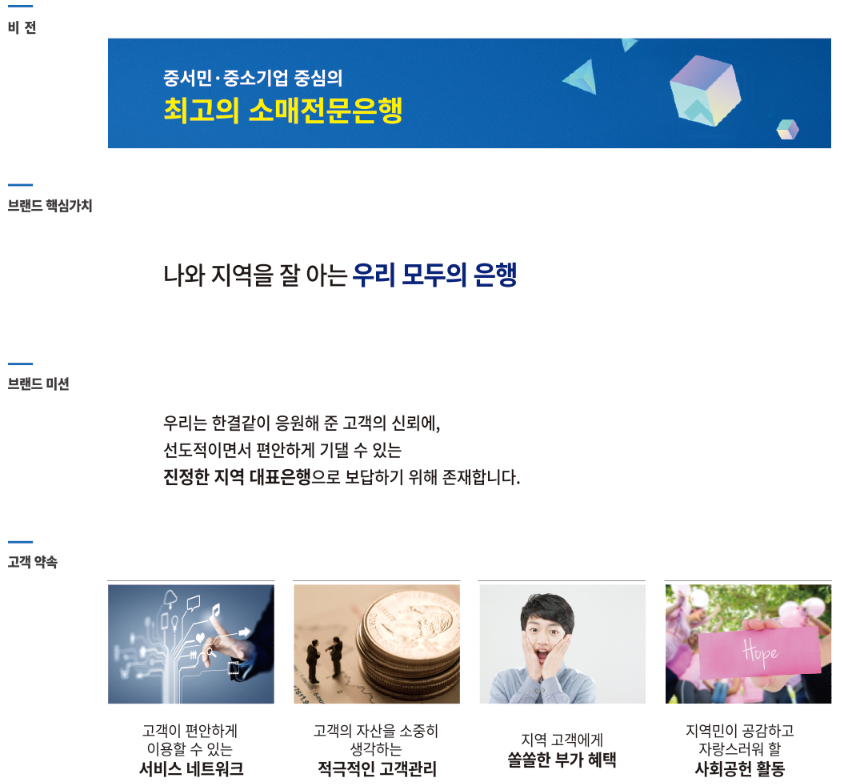 비 전
중서민·중소기업 중심의
최고의 소매전문은행
브랜드 핵심가치
나와 지역을 잘 아는 우리 모두의 은행
브랜드 미션
우리는 한결같이 응원해 준 고객의 신뢰에,
선도적이면서 편안하게 기댈 수 있는
진정한 지역 대표은행으로 보답하기 위해 존재합니다.
고객 약속
Hope
고객이 편안하게
이용할 수 있는
서비스 네트워크
고객의 자산을 소중히
생각하는
적극적인 고객관리
지역 고객에게
쏠쏠한 부가 혜택
지역민이 공감하고
자랑스러워 할
사회공헌 활동